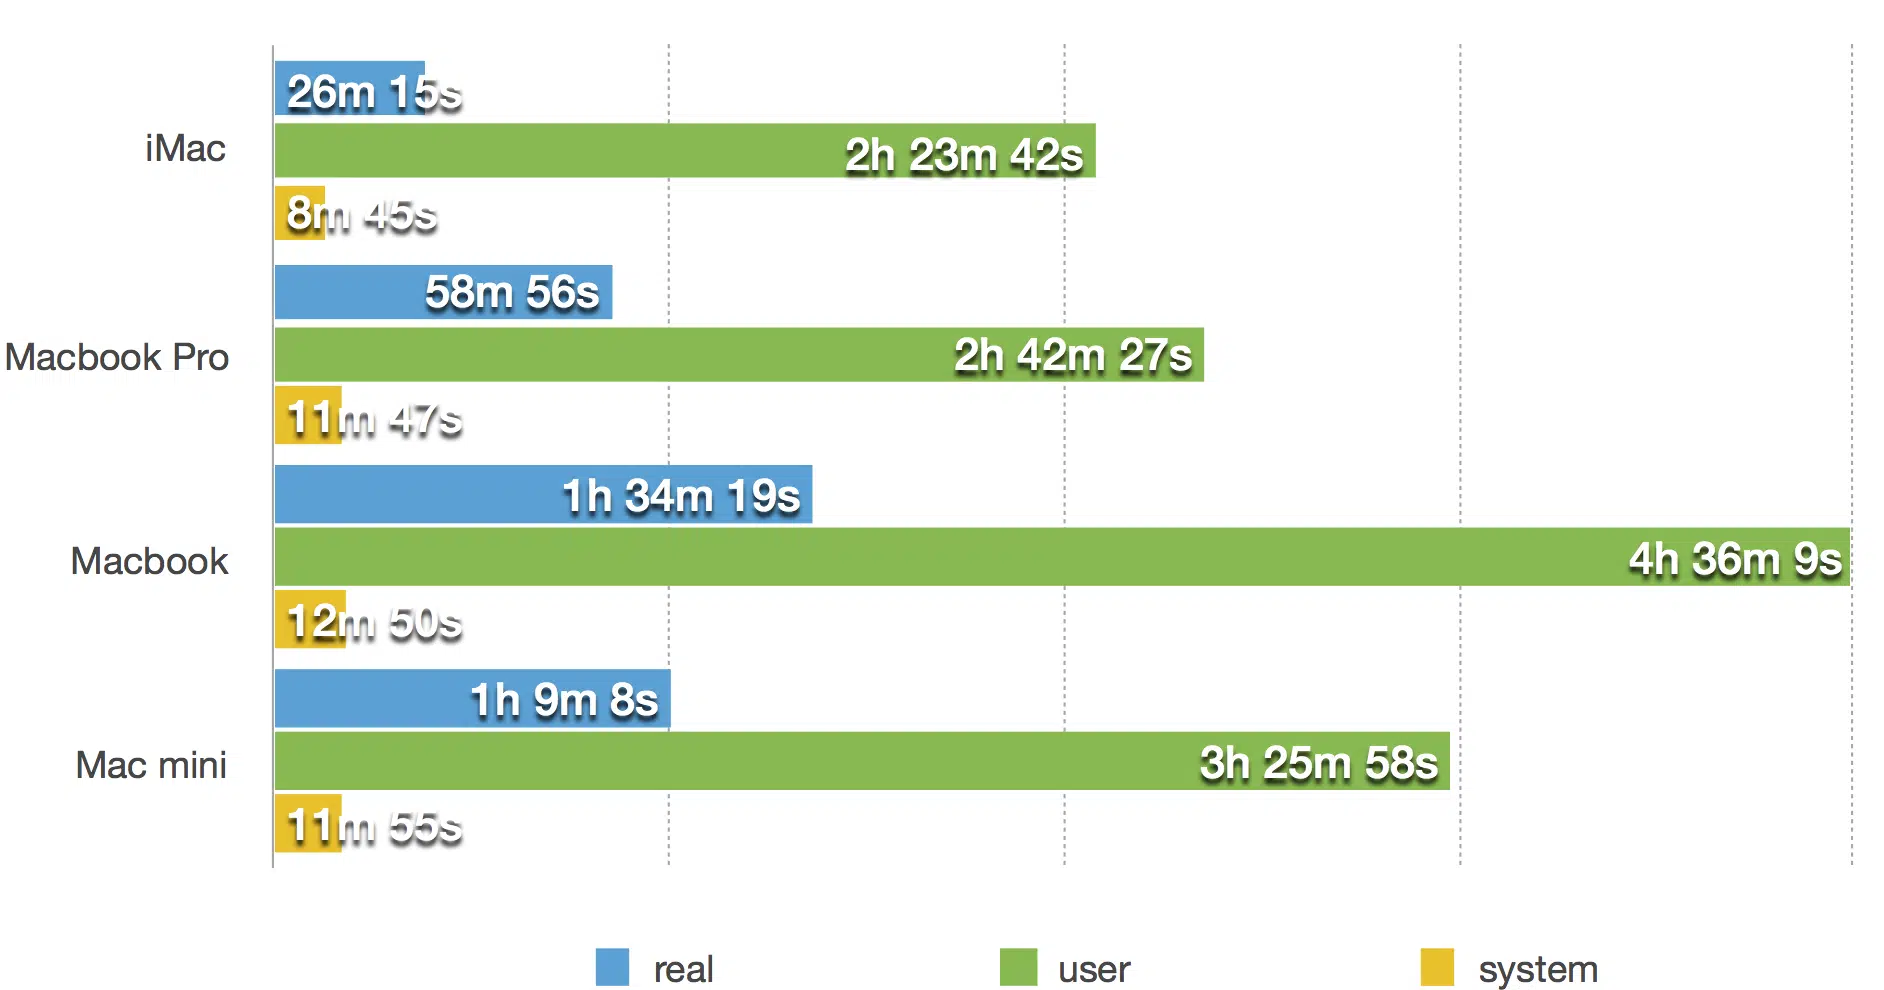 26m 15s
iMac
2h 23m 42s
8m 45s
58m 56s
Macbook Pro
2h 42m 27s
11m 47s
1h 34m 19s
Macbook
4h 36m 9s
12m 50s
1h 9m 8s
Mac mini
3h 25m 58s
11m 55s
real user system